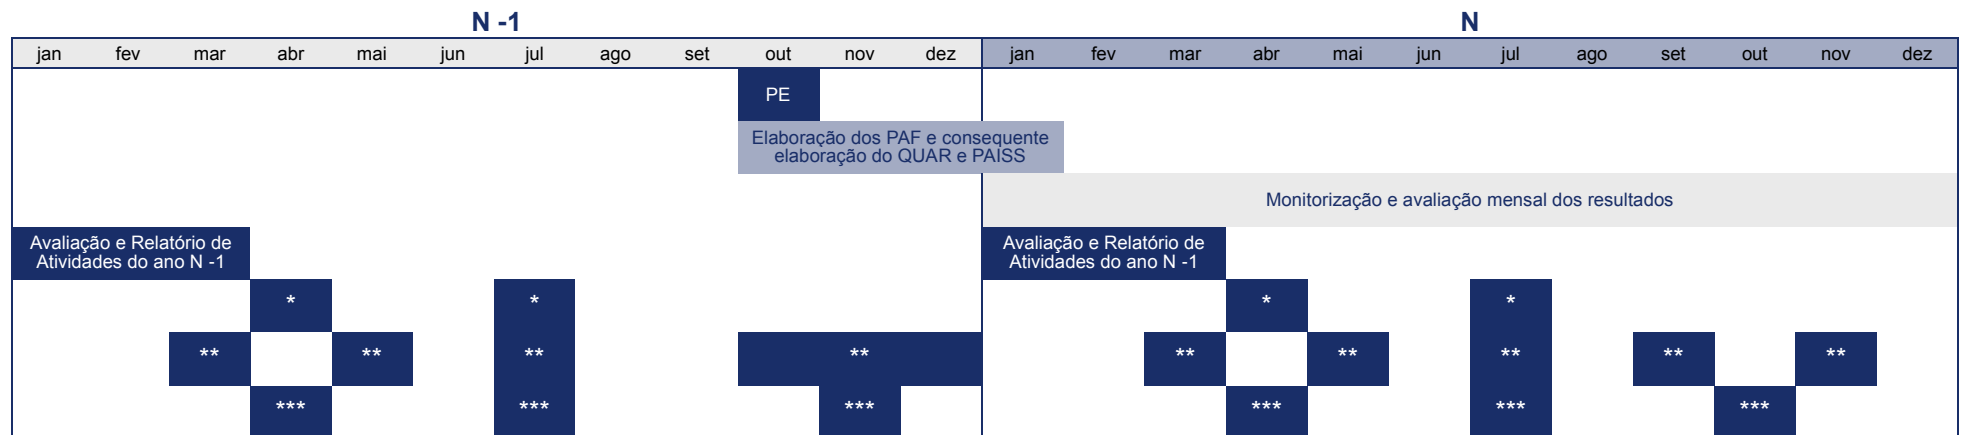 N -1 N
jan fev mar abr mai jun jul ago set out nov dez jan fev mar abr mai jun jul ago set out nov dez
PE
Elaboração dos PAF e consequente
elaboração do QUAR e PAISS
Monitorização e avaliação mensal dos resultados
Avaliação e Relatório de
Atividades do ano N -1
Avaliação e Relatório de
Atividades do ano N -1
* * * *
** ** ** ** ** ** ** ** **
*** *** *** *** *** ***